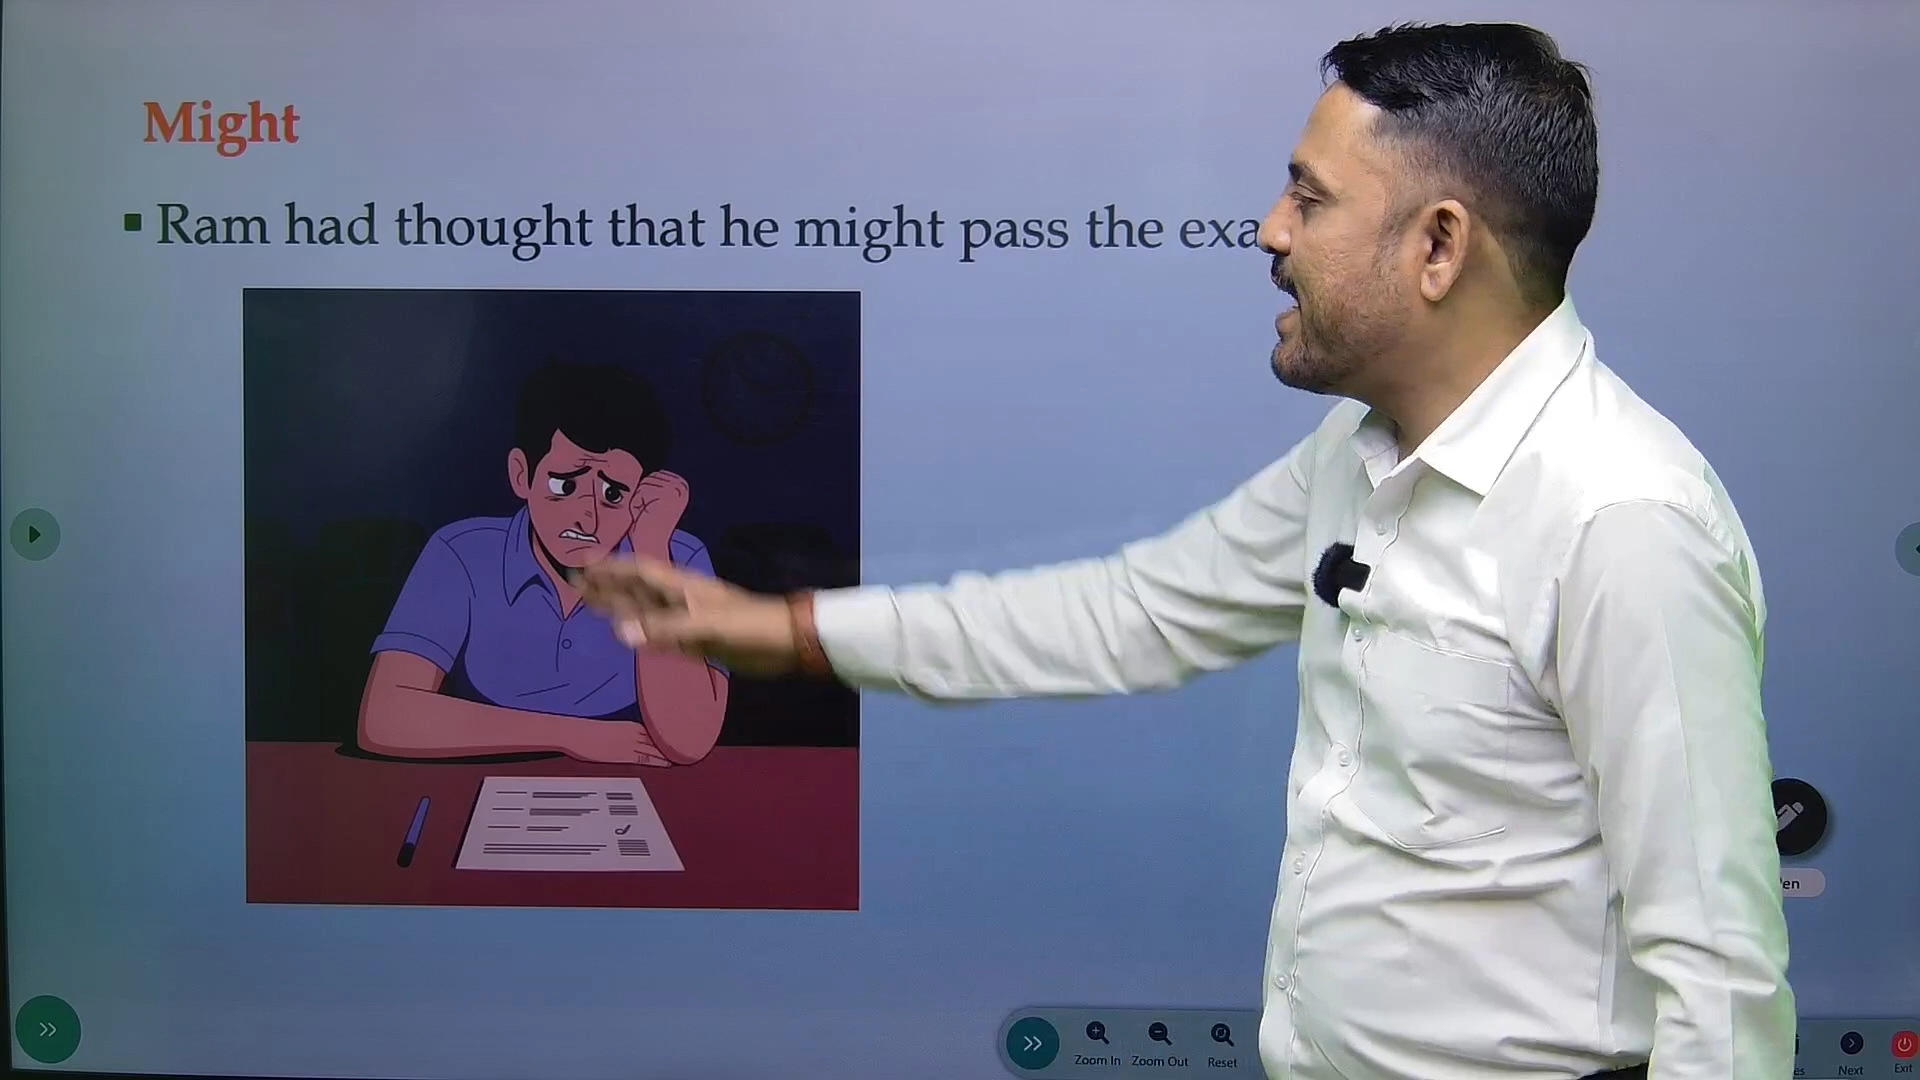 Might
▪ Ram had thought that he might pass the exa
Zoom In Zoom Out Reset Next Exit